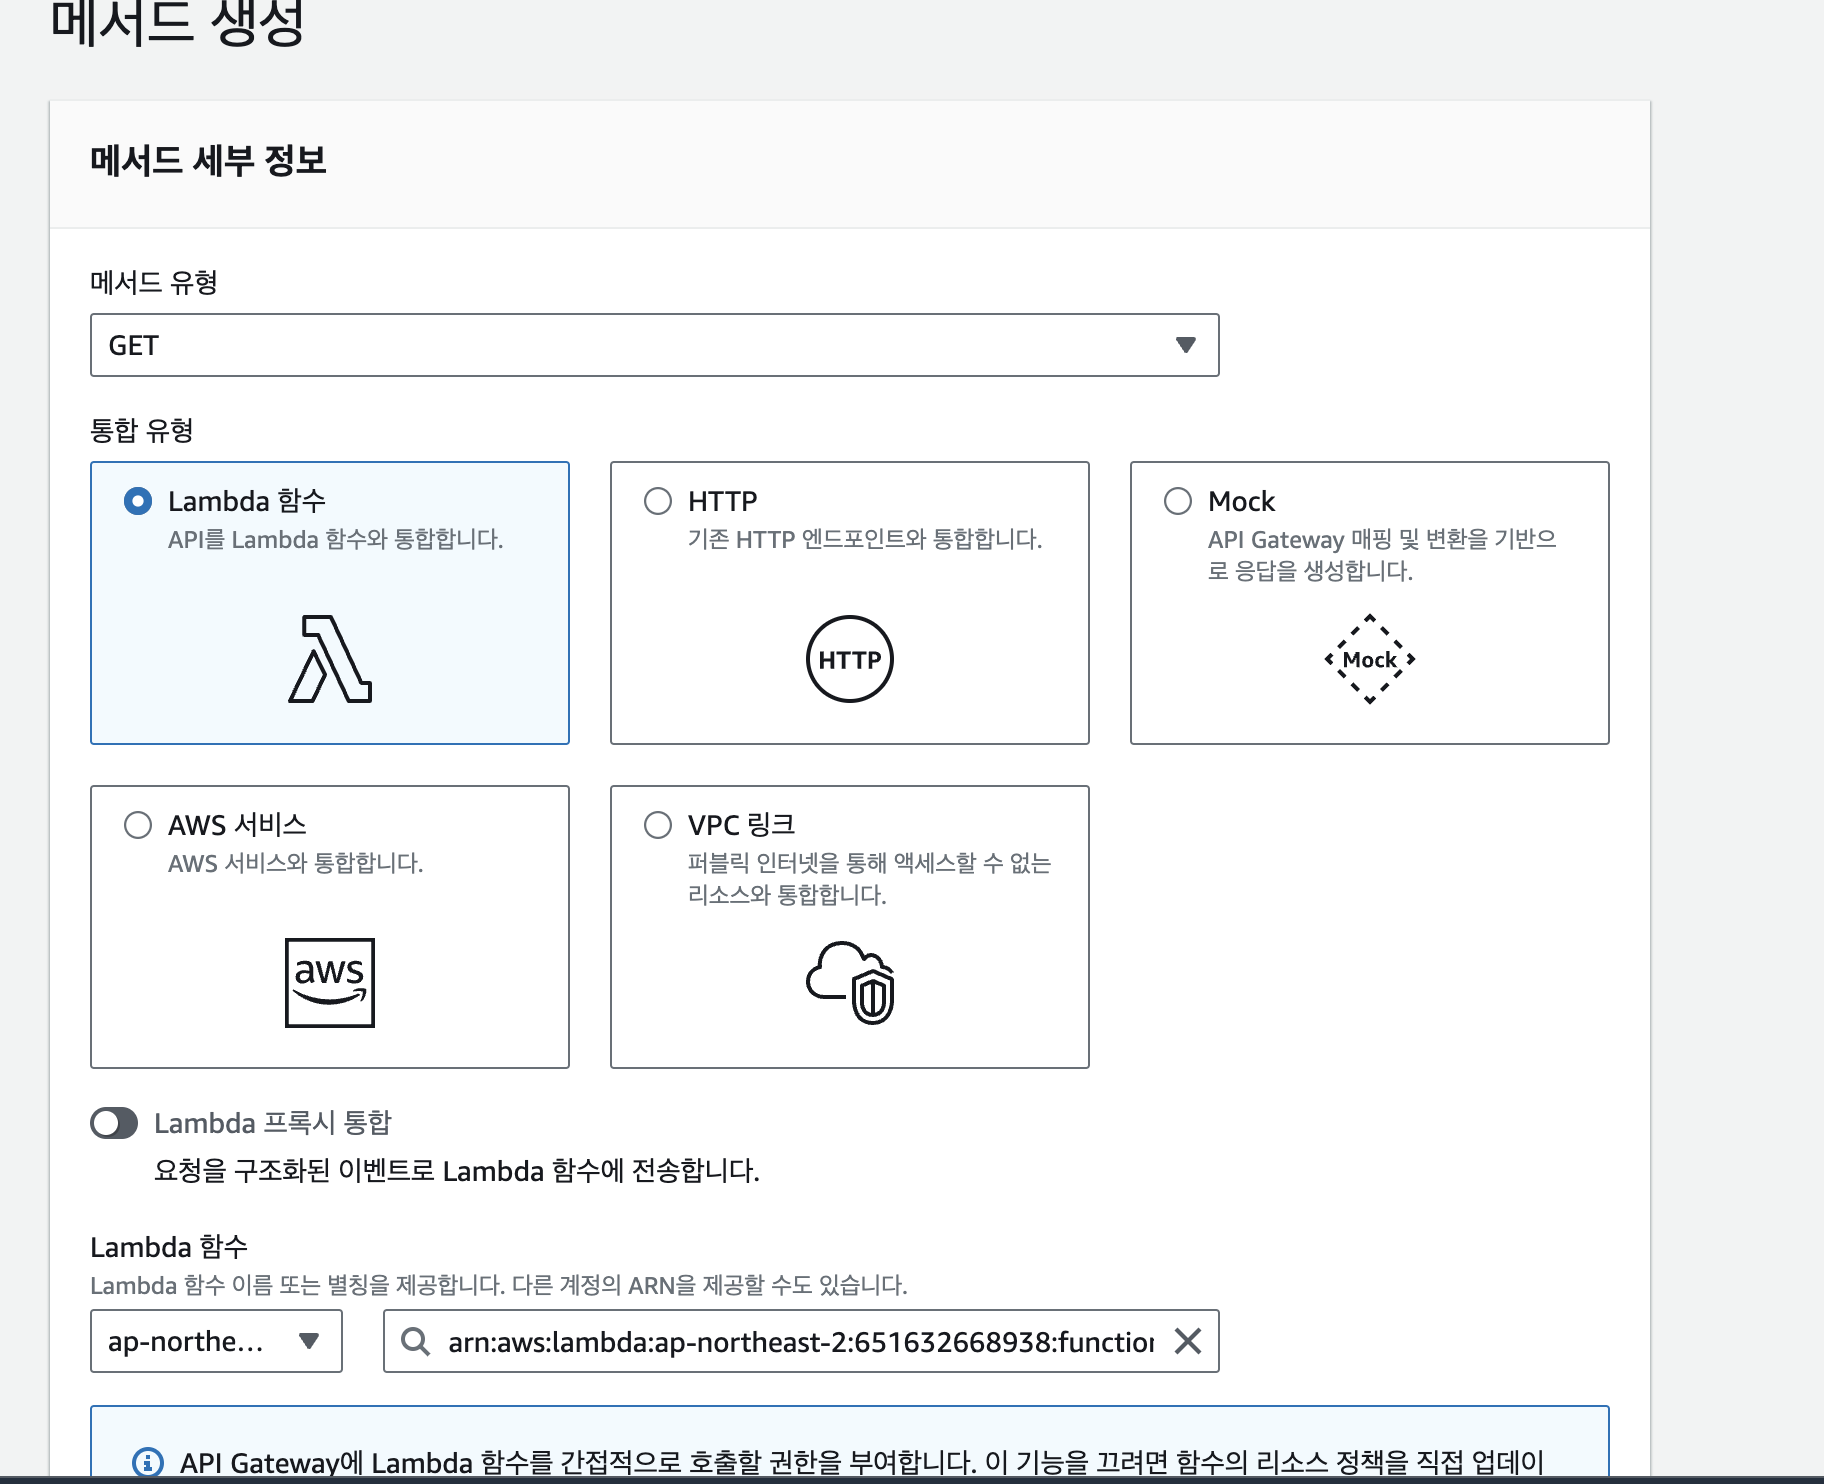 메서드 생성
메서드 세부 정보
메서드 유형
GET
통합 유형
Lambda 함수
API를 Lambda 함수와 통합합니다.
HTTP
기존 HTTP 엔드포인트와 통합합니다.
HTTP
Mock
API Gateway 매핑 및 변환을 기반으
로 응답을 생성합니다.
Mock
AWS 서비스
AWS 서비스와 통합합니다.
aws
VPC 링크
퍼블릭 인터넷을 통해 액세스할 수 없는
리소스와 통합합니다.
Lambda 프록시 통합
요청을 구조화된 이벤트로 Lambda 함수에 전송합니다.
Lambda 함수
Lambda 함수 이름 또는 별칭을 제공합니다. 다른 계정의 ARN을 제공할 수도 있습니다.
ap-northe...
arn:aws:lambda:ap-northeast-2:651632668938:function
API Gateway에 Lambda 함수를 간접적으로 호출할 권한을 부여합니다. 이 기능을 끄려면 함수의 리소스 정책을 직접 업데이